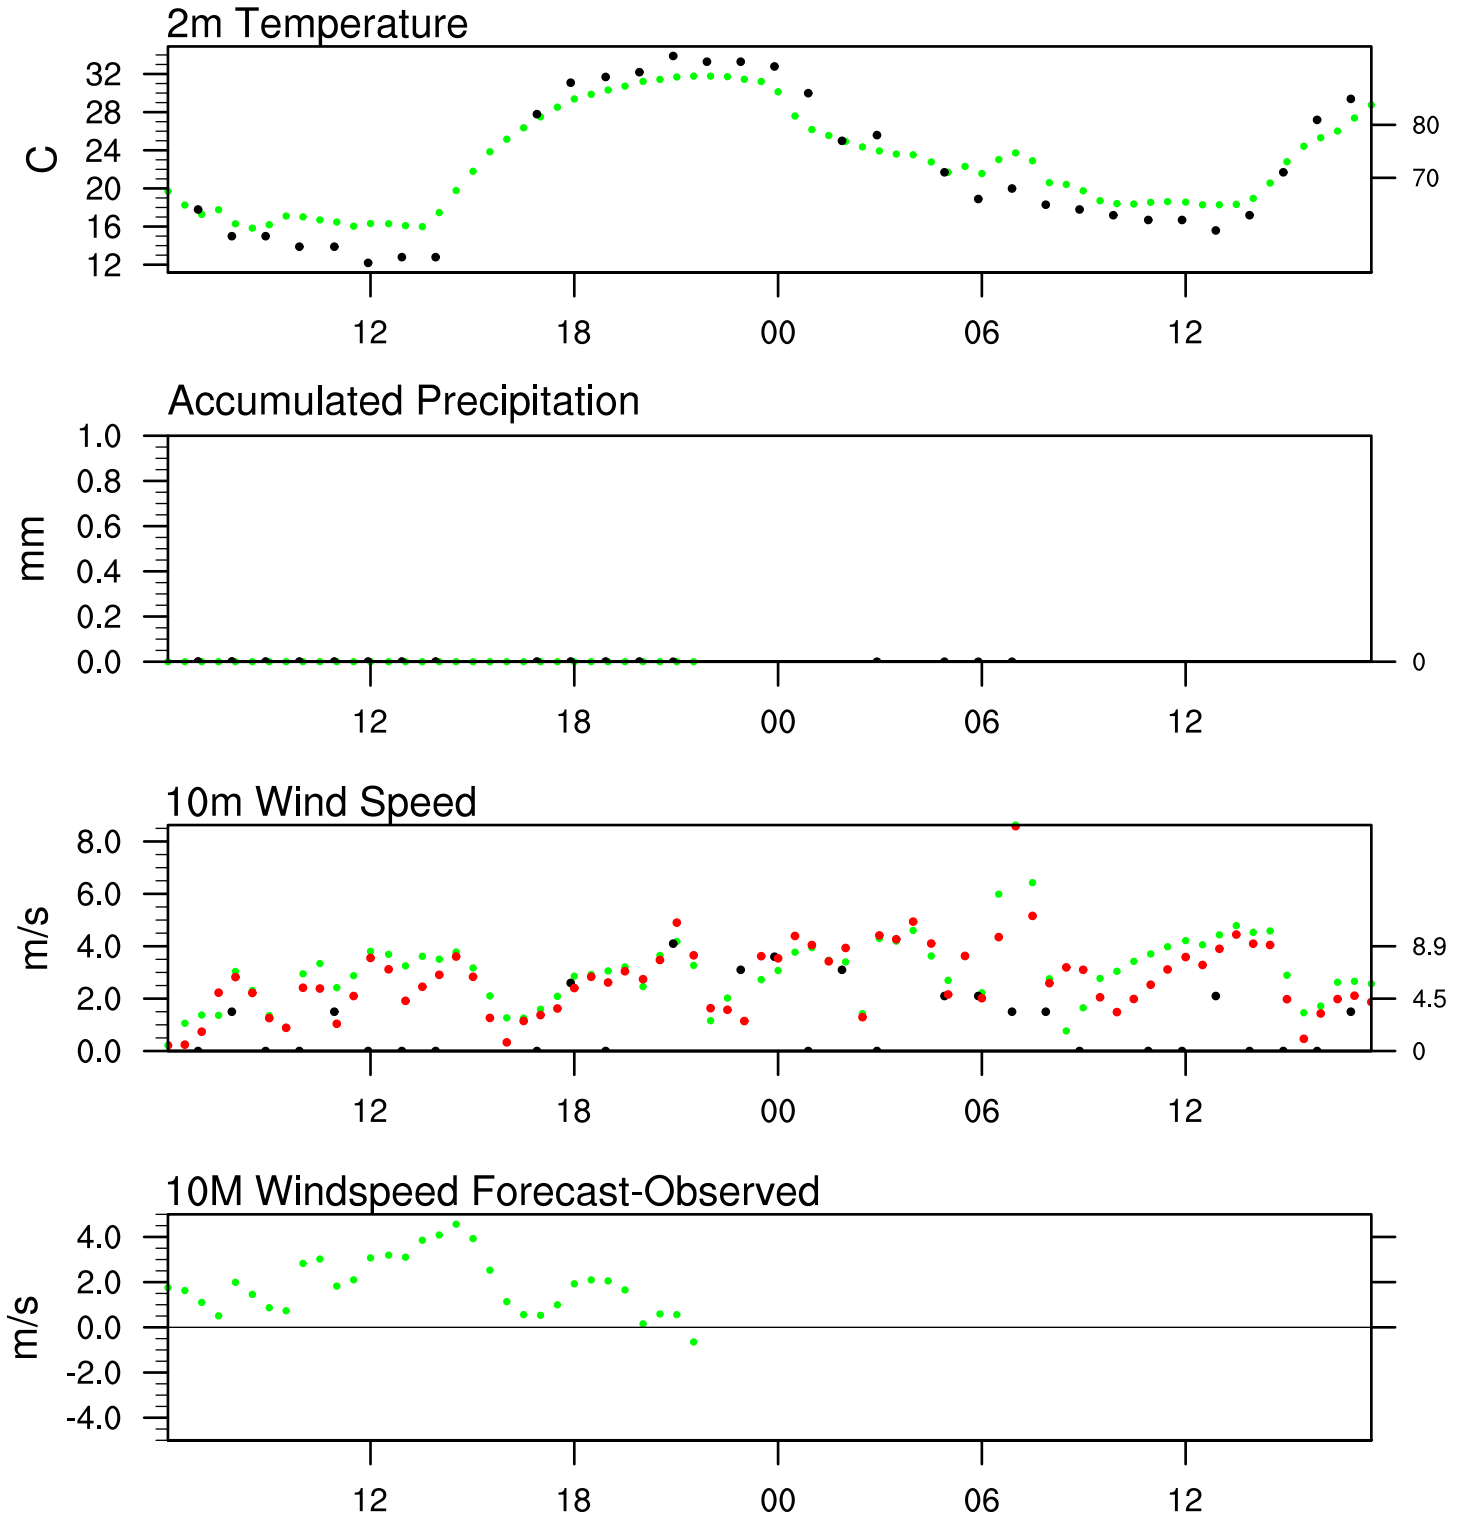 2m Temperature
32
28
24
20
16
12
C
80
70
12 18 00 06 12
Accumulated Precipitation
1.0
0.8
0.6
0.4
0.2
0.0
mm
0
12 18 00 06 12
10m Wind Speed
8.0
6.0
4.0
2.0
0.0
m/s
8.9
4.5
0
12 18 00 06 12
10M Windspeed Forecast-Observed
4.0
2.0
0.0
-2.0
-4.0
m/s
12 18 00 06 12